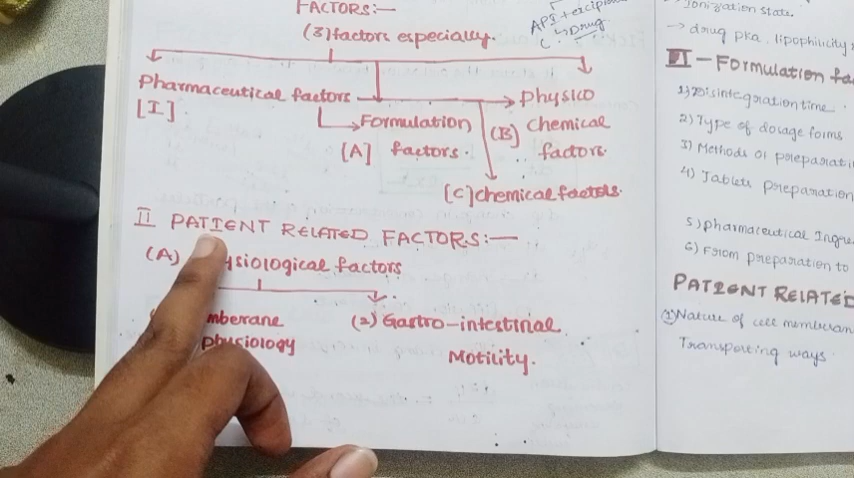 FACTORS:—
(3) factors especially.
API + excipien
↳ Drug
Pharmaceutical factors
[I]
Formulation
[A] factors.
Physico
(B) Chemical
factors.
[C] chemical factors.
II PATIENT RELATED FACTORS:—
(A) ysiological factors
mberane
physiology
(2) Gastro-intestinal
Motility.
Ionization state.
→ drug pka, lipophilicity
II - Formulation fa
1) Disintegration time.
2) Type of dosage forms
3) Methods of preparati
4) Tablets preparation
5) pharmaceutical Ingre
6) From preparation to
PATIENT RELATED
(1) Nature of cell membran
Transporting ways.